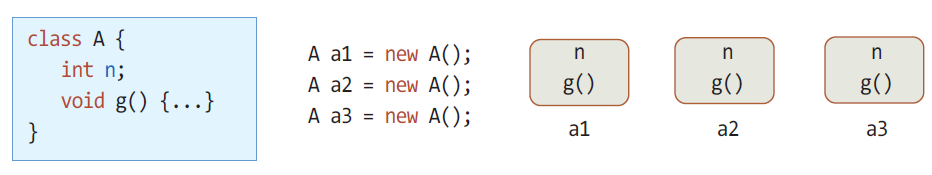 class A {
int n;
void g() {...}
}
A a1 = new A();
A a2 = new A();
A a3 = new A();
n
g()
a1
n
g()
a2
n
g()
a3